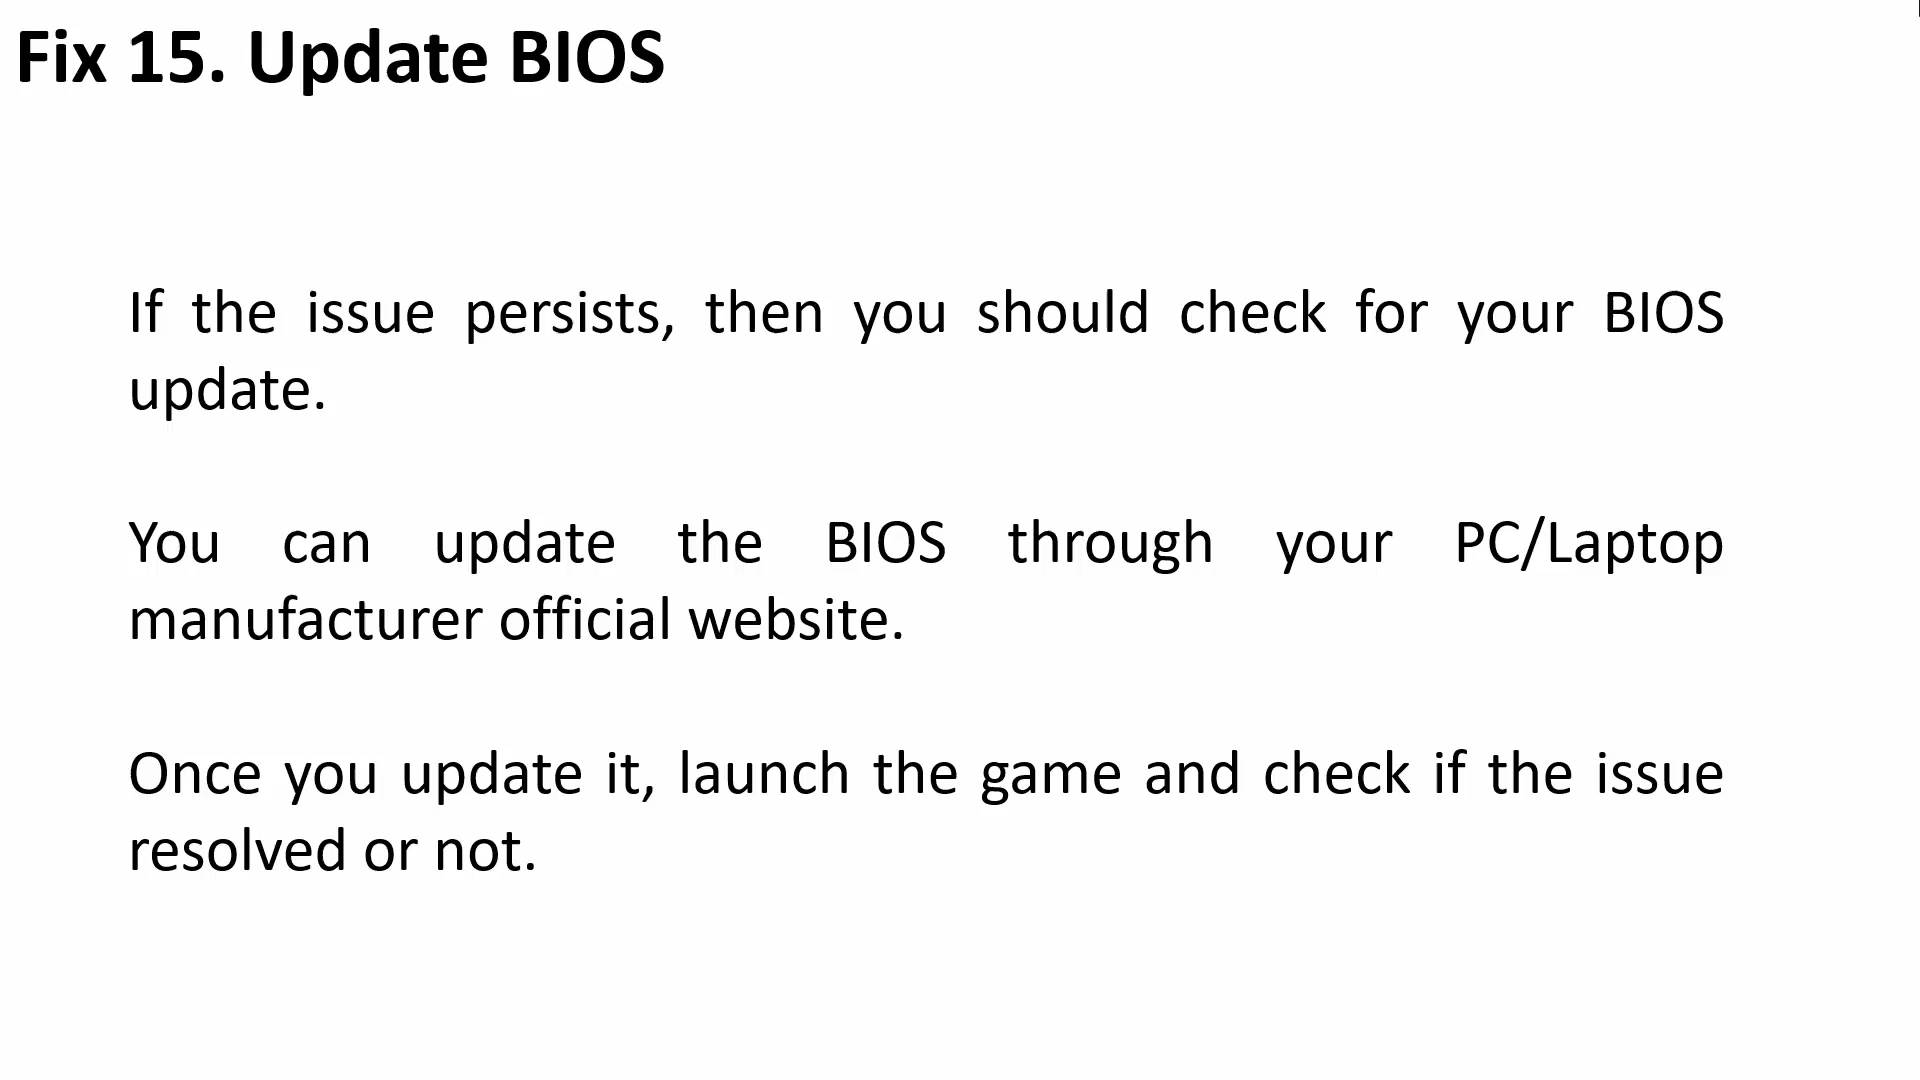 Fix 15. Update BIOS
If the issue persists, then you should check for your BIOS
update.
You can update the BIOS through your PC/Laptop
manufacturer official website.
Once you update it, launch the game and check if the issue
resolved or not.